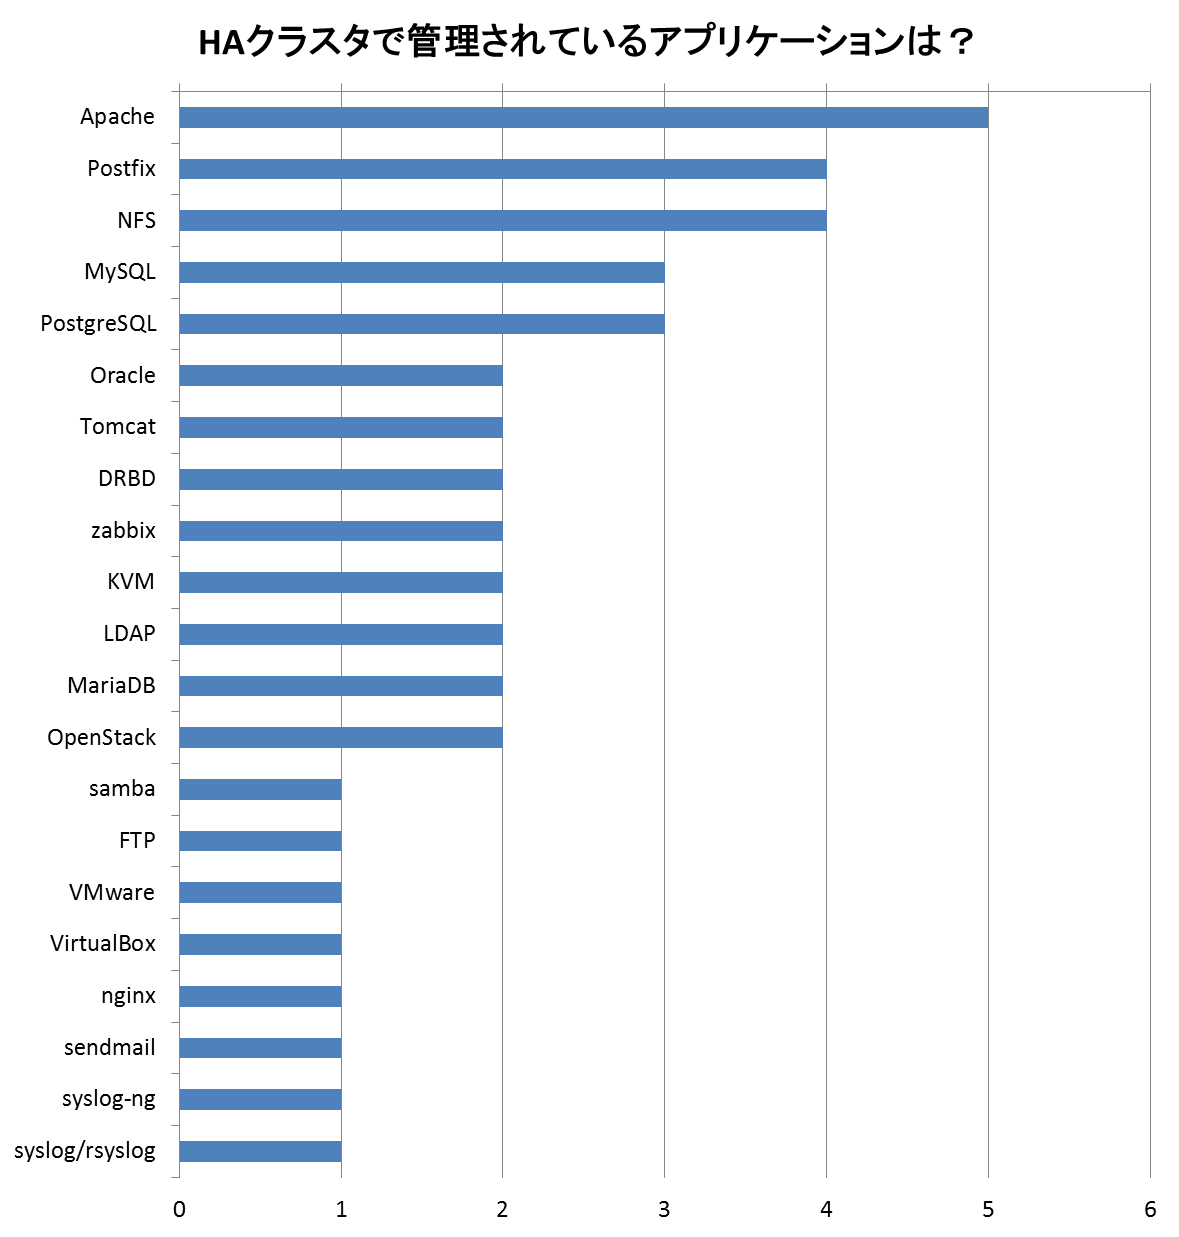 HAクラスタで管理されているアプリケーションは？
Apache
Postfix
NFS
MySQL
PostgreSQL
Oracle
Tomcat
DRBD
zabbix
KVM
LDAP
MariaDB
OpenStack
samba
FTP
VMware
VirtualBox
nginx
sendmail
syslog-ng
syslog/rsyslog
0 1 2 3 4 5 6